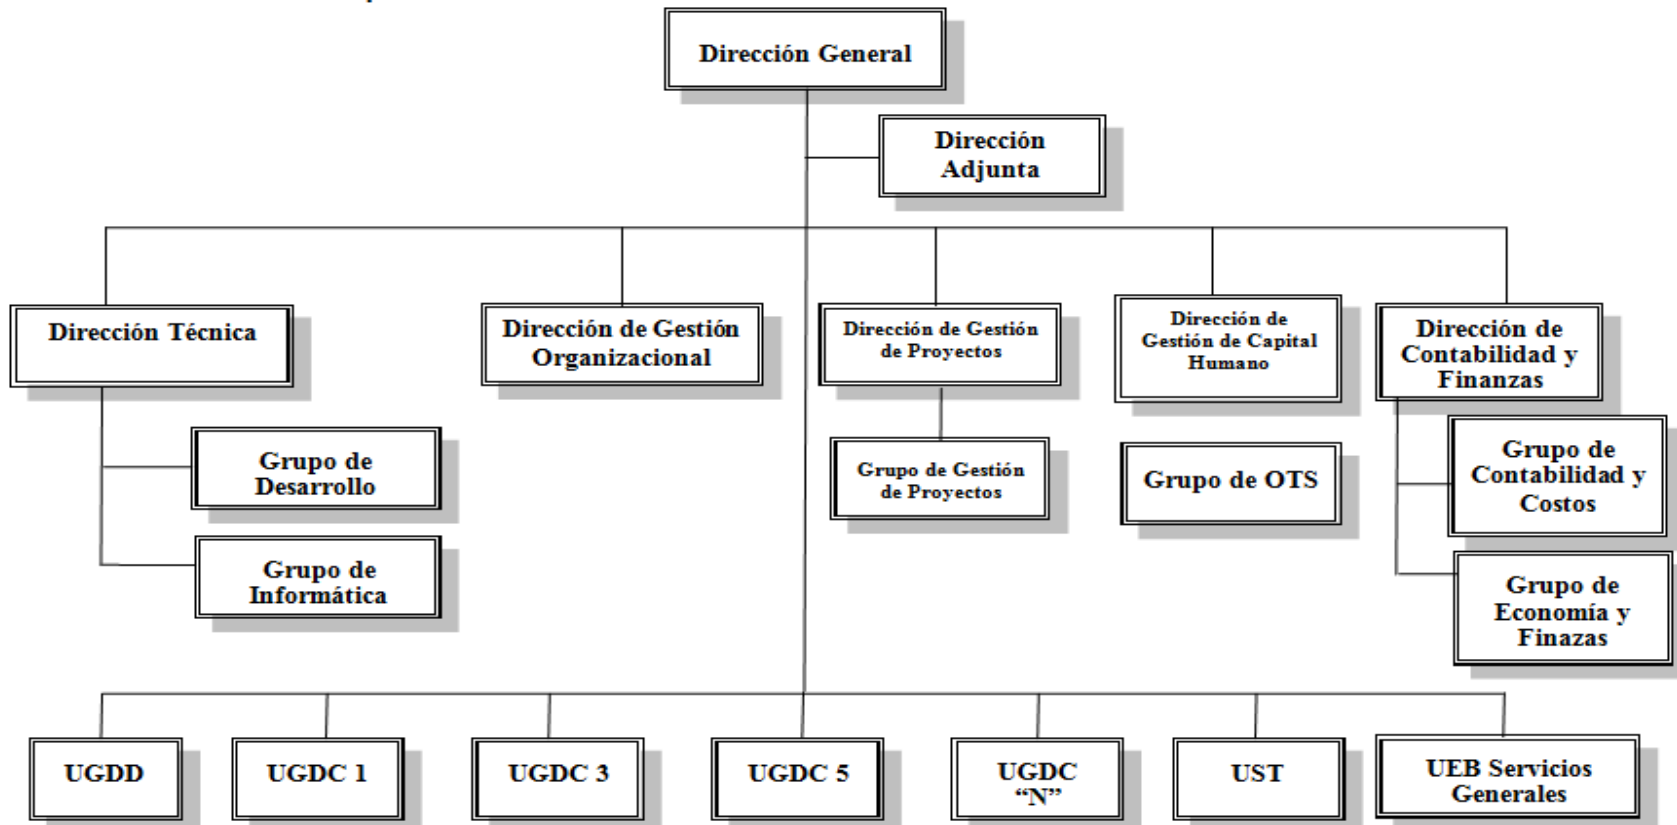 Dirección General
Dirección
Adjunta
Dirección Técnica
Dirección de Gestión
Organizacional
Dirección de Gestión
de Proyectos
Dirección de
Gestión de Capital
Humano
Dirección de
Contabilidad y
Finanzas
Grupo de
Desarrollo
Grupo de Gestión
de Proyectos
Grupo de OTS
Grupo de
Contabilidad y
Costos
Grupo de
Informática
Grupo de
Economía y
Finazas
UGDD
UGDC 1
UGDC 3
UGDC 5
UGDC
“N”
UST
UEB Servicios
Generales